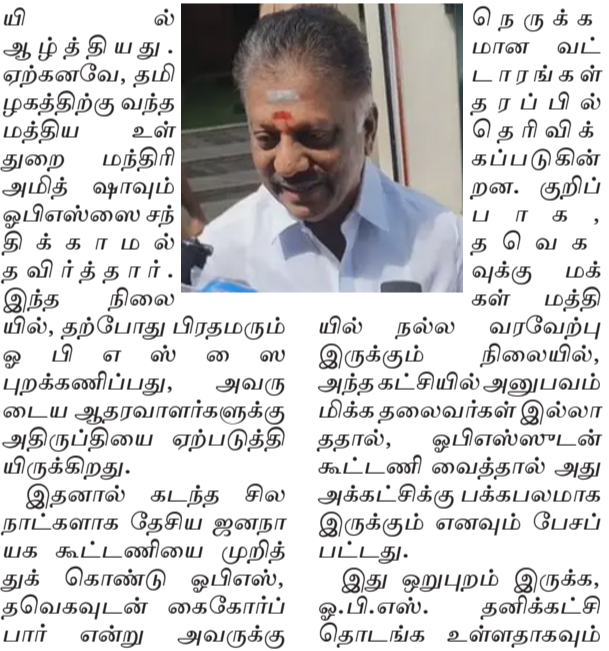 யில்
ஆழ்த்தியது.
ஏற்கனவே, தமி
ழகத்திற்கு வந்த
மத்திய உள்
துறை மந்திரி
அமித் ஷாவும்
ஓபிஎஸ்ஸை சந்
திக்காமல்
தவிர்த்தார்.
இந்த நிலை
யில், தற்போது பிரதமரும்
ஓபிஎஸ்ஸை
புறக்கணிப்பது, அவரு
டைய ஆதரவாளர்களுக்கு
அதிருப்தியை ஏற்படுத்தி
யிருக்கிறது.
இதனால் கடந்த சில
நாட்களாக தேசிய ஜனநா
யக கூட்டணியை முறித்
துக் கொண்டு ஓபிஎஸ்,
தவெகவுடன் கைகோர்ப்
பார் என்று அவருக்கு
நெருக்க
மான வட்
டாரங்கள்
தரப்பில்
தெரிவிக்
கப்படுகின்
றன. குறிப்
பாக,
தவெக
வுக்கு மக்
கள் மத்தி
யில் நல்ல வரவேற்பு
இருக்கும் நிலையில்,
அந்த கட்சியில் அனுபவம்
மிக்க தலைவர்கள் இல்லா
ததால், ஓபிஎஸ்ஸுடன்
கூட்டணி வைத்தால் அது
அக்கட்சிக்கு பக்கபலமாக
இருக்கும் எனவும் பேசப்
பட்டது.
இது ஒறுபுறம் இருக்க,
ஓ.பி.எஸ். தனிக்கட்சி
தொடங்க உள்ளதாகவும்